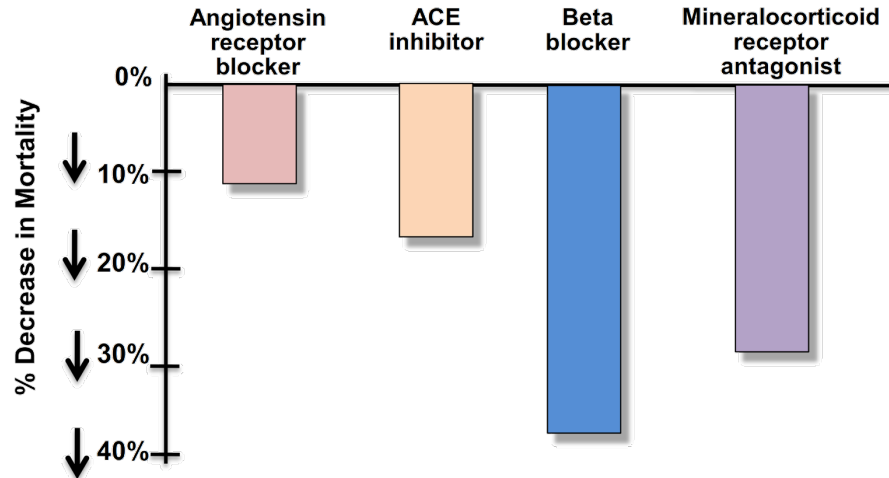 Angiotensin
receptor
blocker
ACE
inhibitor
Beta
blocker
Mineralocorticoid
receptor
antagonist
% Decrease in Mortality
0%
10%
20%
30%
40%